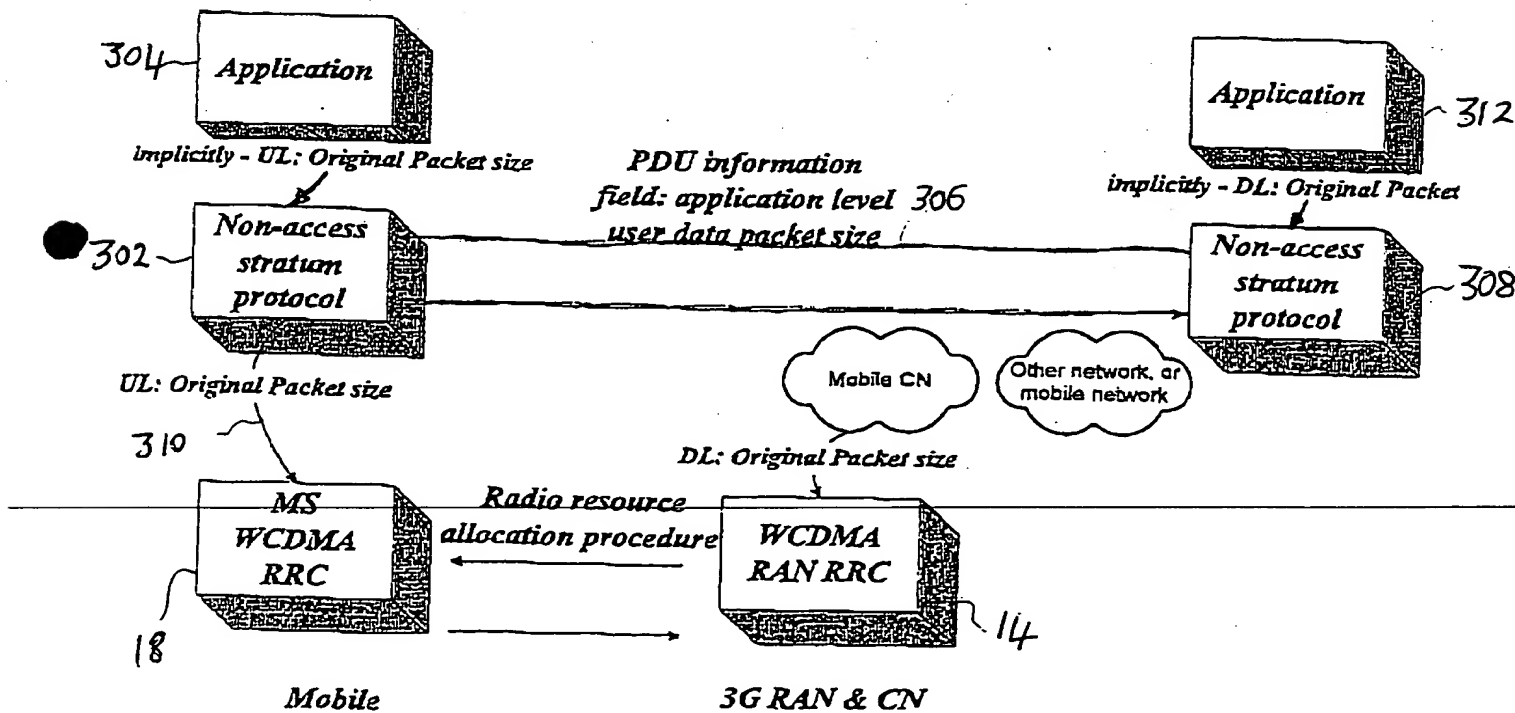 304
Application
Application
312
implicitly - UL: Original Packet size
PDU information
field: application level 306
user data packet size
implicitly - DL: Original Packet
302
Non-access
stratum
protocol
Non-access
stratum
protocol
308
UL: Original Packet size
Mobile CN
Other network, or
mobile network
310
DL: Original Packet size
MS
WCDMA
RRC
Radio resource
allocation procedure
WCDMA
RAN RRC
18
14
Mobile
3G RAN & CN